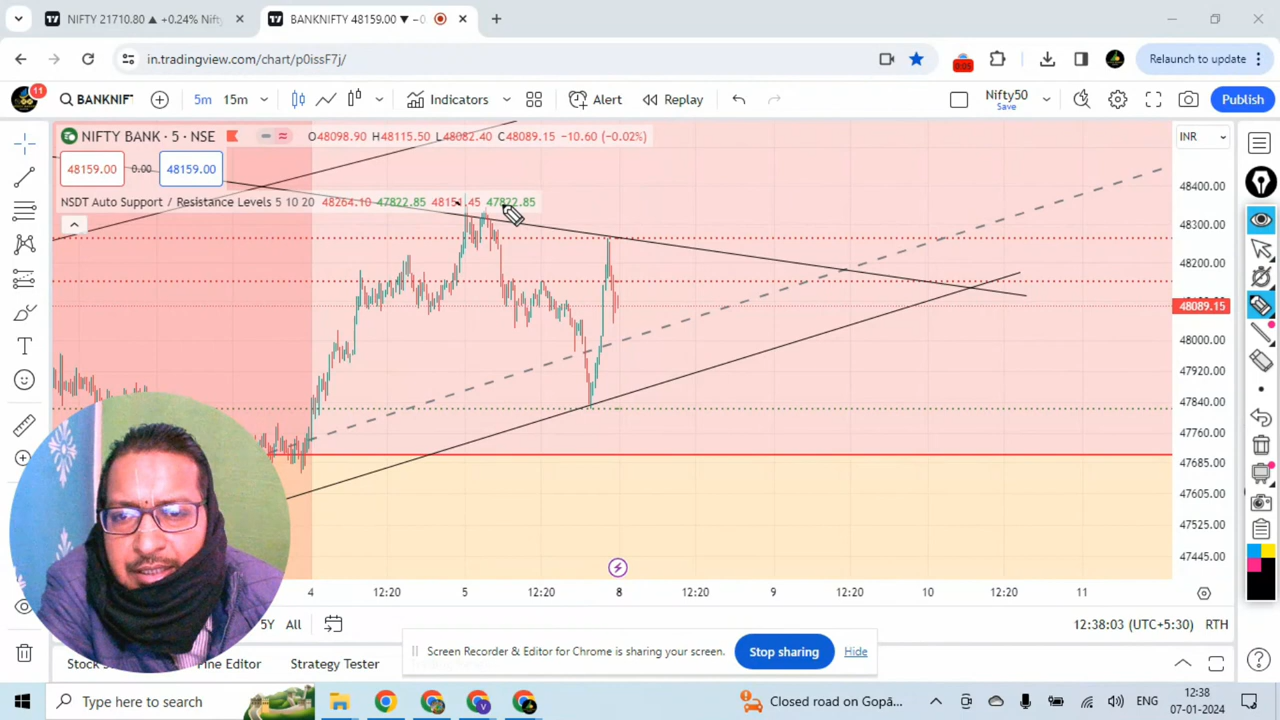 NIFTY 21710.80 ▲ +0.24% Nift
BANKNIFTY 48159.00 ▼ −0
in.tradingview.com/chart/p0issF7j/
0:05
Relaunch to update
11
BANKNIF
5m 15m
Indicators
Alert
Replay
Nifty50
Save
Publish
NIFTY BANK · 5 · NSE
O48098.90 H48115.50 L48082.40 C48089.15 −10.60 (−0.02%)
INR
48159.00 0.00 48159.00
NSDT Auto Support / Resistance Levels 5 10 20 48264.10 47822.85 48151.45 47822.85
48400.00
48300.00
48200.00
48089.15
48000.00
47920.00
47840.00
47760.00
47685.00
47605.00
47525.00
47445.00
4 12:20 5 12:20 8 12:20 9 12:20 10 12:20 11
5Y All
12:38:03 (UTC+5:30) RTH
Screen Recorder & Editor for Chrome is sharing your screen. Stop sharing Hide
Stock S Pine Editor Strategy Tester
Type here to search
Closed road on Gopā...
ENG
12:38
07-01-2024